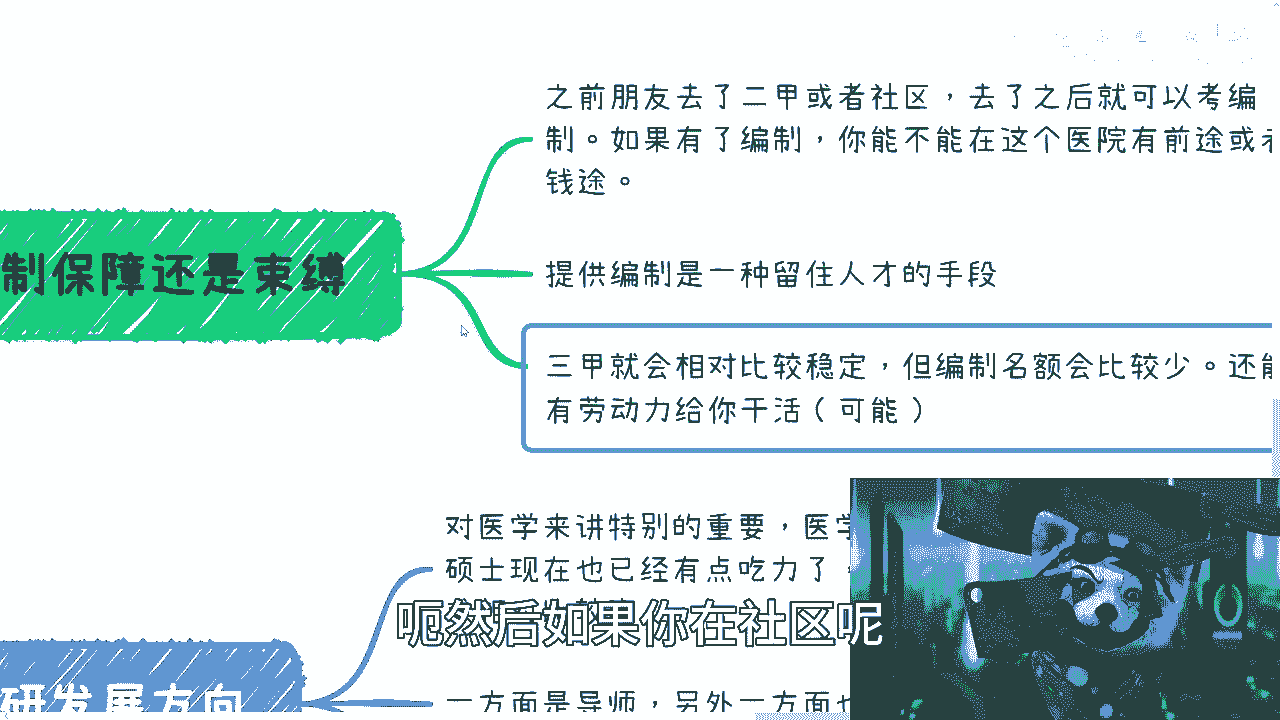 之前朋友去了二甲或者社区，去了之后就可以考编
制。如果有了编制，你能不能在这个医院有前途或
钱途。
制保障还是束缚
提供编制是一种留住人才的手段
三甲就会相对比较稳定，但编制名额会比较少。还
有劳动力给你干活（可能）
对医学来讲特别的重要，医学
硕士现在也已经有点吃力了
呃然后如果你在社区呢
研发展方向
一方面是导师，另外一方面